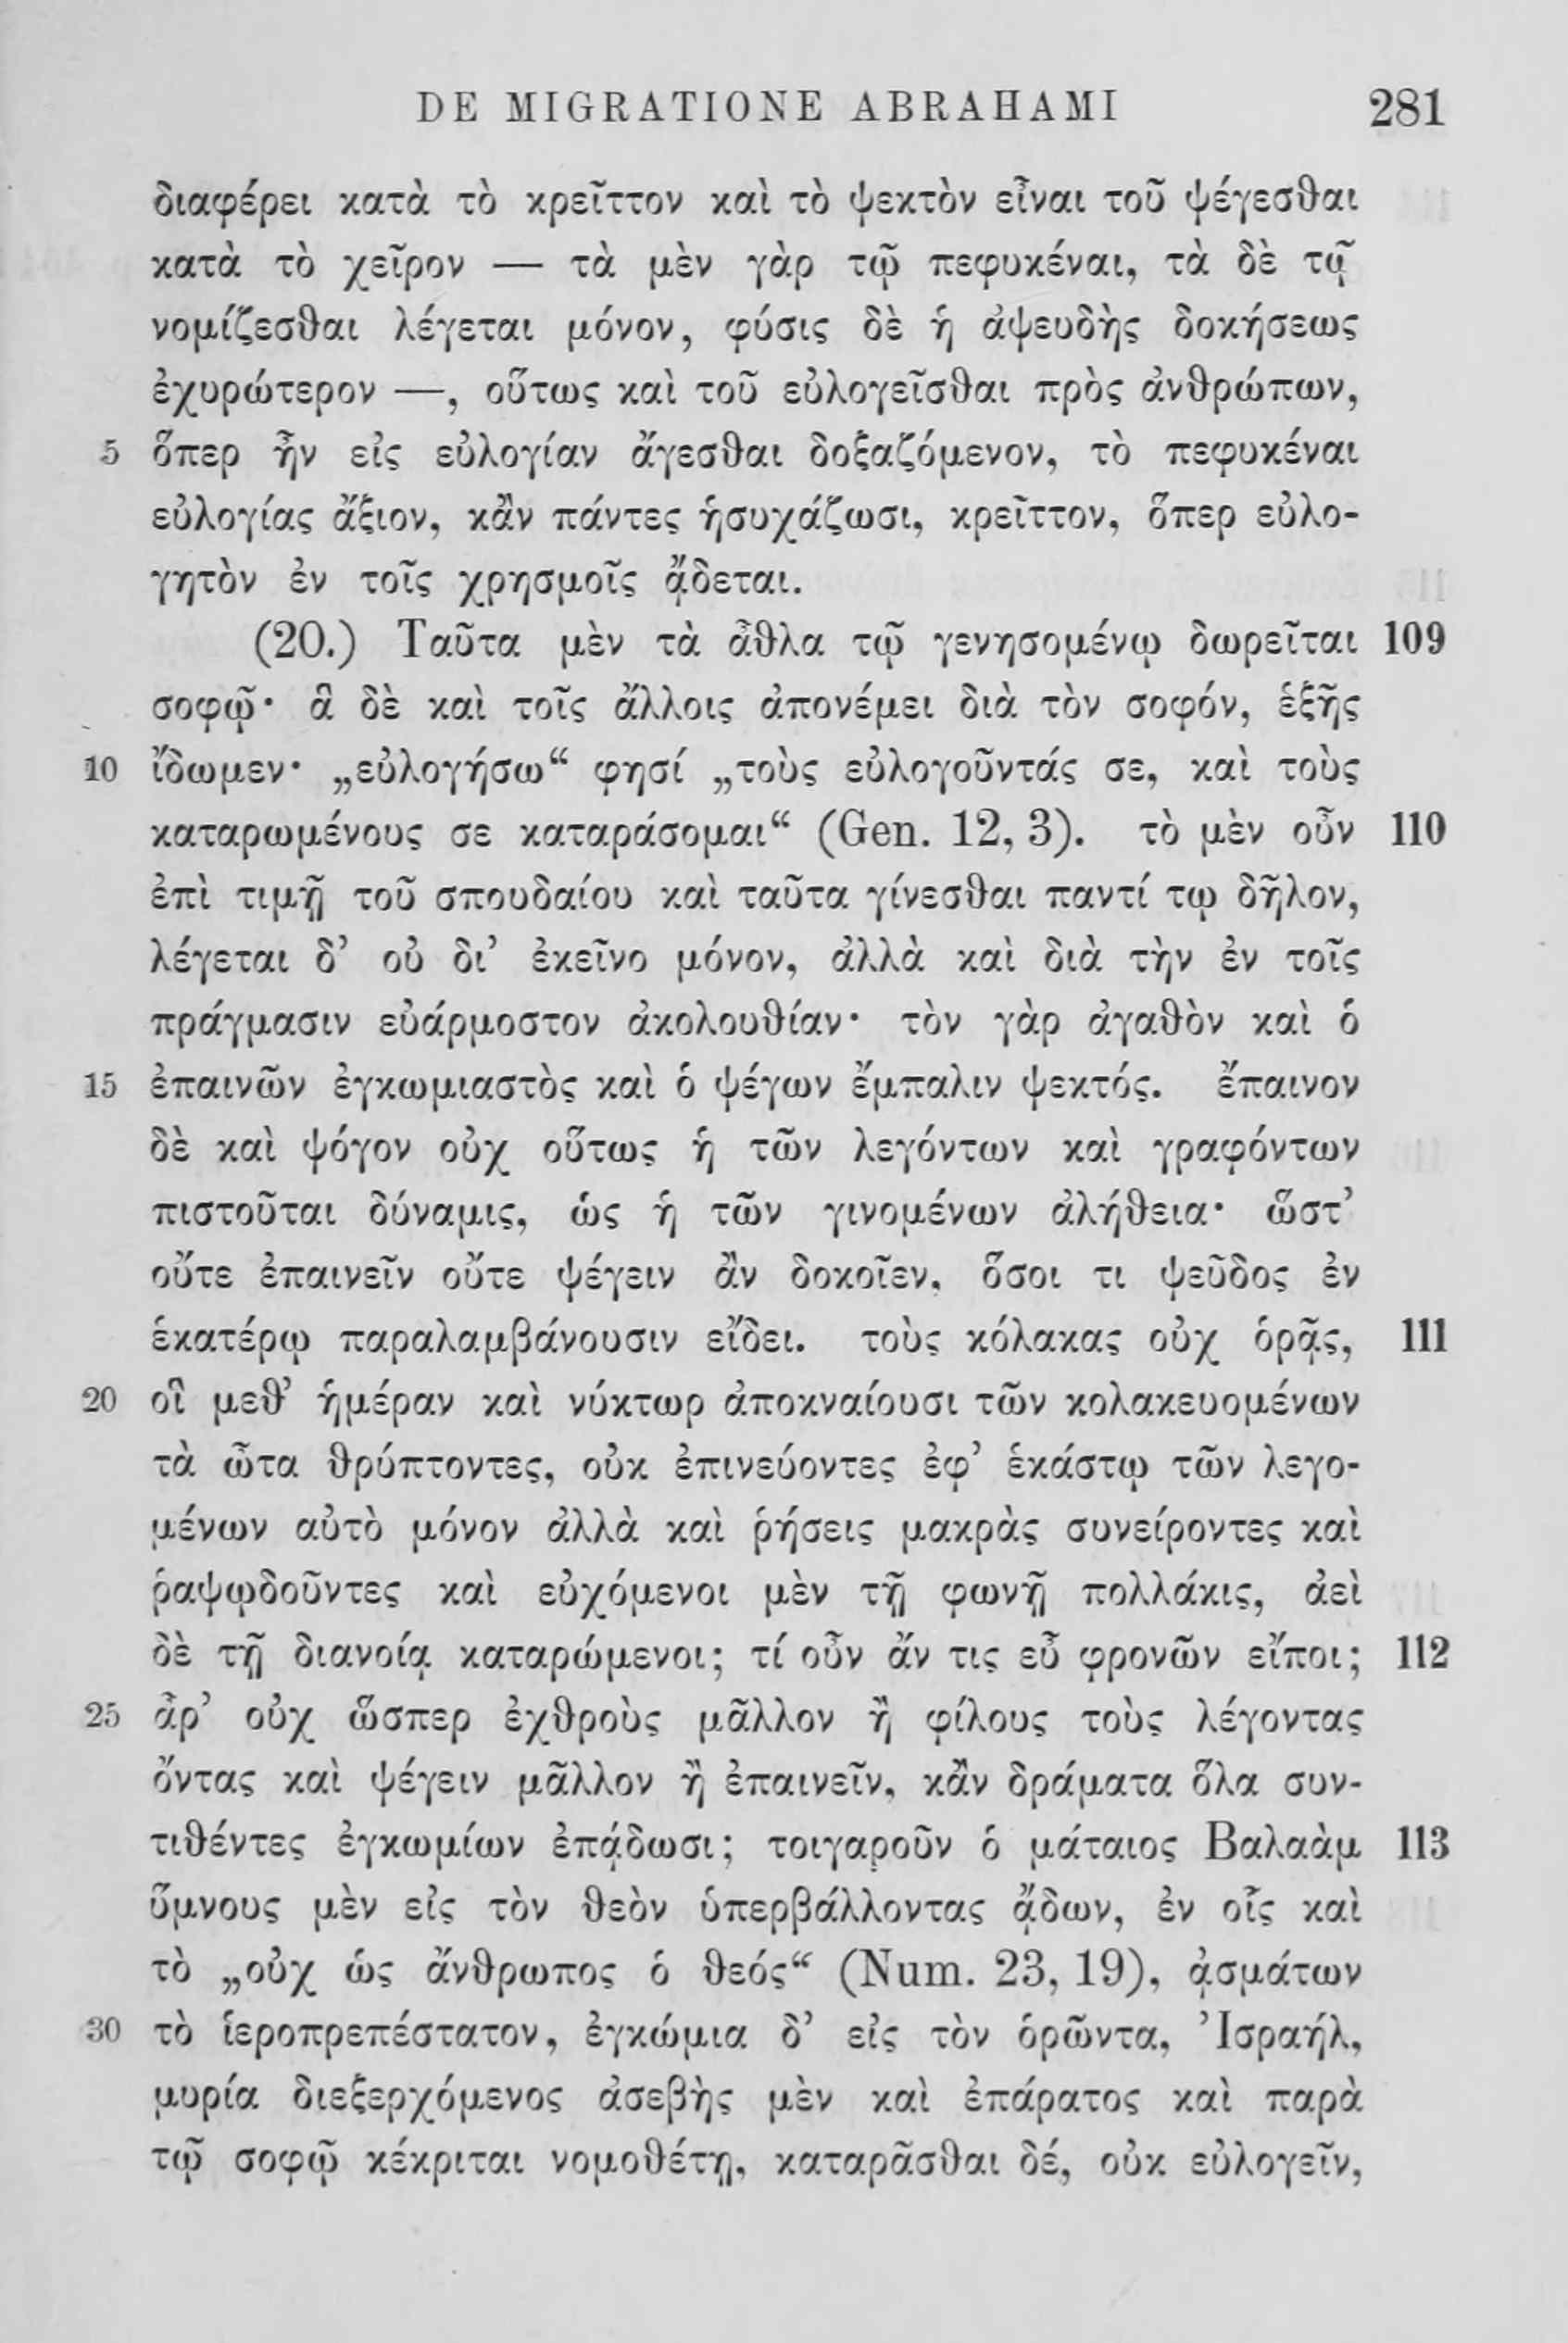 DE MIGRATIONE ABRAHAMI 281
διαφέρει κατὰ τὸ κρεῖττον καὶ τὸ ψεκτὸν εἶναι τοῦ ψέγεσθαι
κατὰ τὸ χεῖρον — τὰ μὲν γὰρ τῷ πεφυκέναι, τὰ δὲ τῷ
νομίζεσθαι λέγεται μόνον, φύσις δὲ ἡ ἀψευδὴς δοκήσεως
ἐχυρώτερον —, οὕτως καὶ τοῦ εὐλογεῖσθαι πρὸς ἀνθρώπων,
5 ὅπερ ἦν εἰς εὐλογίαν ἄγεσθαι δοξαζόμενον, τὸ πεφυκέναι
εὐλογίας ἄξιον, κἂν πάντες ἡσυχάζωσι, κρεῖττον, ὅπερ εὐλο-
γητὸν ἐν τοῖς χρησμοῖς ᾄδεται.
(20.) Ταῦτα μὲν τὰ ἆθλα τῷ γενησομένῳ δωρεῖται 109
σοφῷ· ἃ δὲ καὶ τοῖς ἄλλοις ἀπονέμει διὰ τὸν σοφόν, ἑξῆς
10 ἴδωμεν· „εὐλογήσω“ φησί „τοὺς εὐλογοῦντάς σε, καὶ τοὺς
καταρωμένους σε καταράσομαι“ (Gen. 12, 3). τὸ μὲν οὖν 110
ἐπὶ τιμῇ τοῦ σπουδαίου καὶ ταῦτα γίνεσθαι παντί τῳ δῆλον,
λέγεται δ’ οὐ δι’ ἐκεῖνο μόνον, ἀλλὰ καὶ διὰ τὴν ἐν τοῖς
πράγμασιν εὐάρμοστον ἀκολουθίαν· τὸν γὰρ ἀγαθὸν καὶ ὁ
15 ἐπαινῶν ἐγκωμιαστὸς καὶ ὁ ψέγων ἔμπαλιν ψεκτός. ἔπαινον
δὲ καὶ ψόγον οὐχ οὕτως ἡ τῶν λεγόντων καὶ γραφόντων
πιστοῦται δύναμις, ὡς ἡ τῶν γινομένων ἀλήθεια· ὥστ’
οὔτε ἐπαινεῖν οὔτε ψέγειν ἂν δοκοῖεν, ὅσοι τι ψεῦδος ἐν
ἑκατέρῳ παραλαμβάνουσιν εἴδει. τοὺς κόλακας οὐχ ὁρᾷς, 111
20 οἳ μεθ’ ἡμέραν καὶ νύκτωρ ἀποκναίουσι τῶν κολακευομένων
τὰ ὦτα θρύπτοντες, οὐκ ἐπινεύοντες ἐφ’ ἑκάστῳ τῶν λεγο-
μένων αὐτὸ μόνον ἀλλὰ καὶ ῥήσεις μακρὰς συνείροντες καὶ
ῥαψῳδοῦντες καὶ εὐχόμενοι μὲν τῇ φωνῇ πολλάκις, ἀεὶ
δὲ τῇ διανοίᾳ καταρώμενοι; τί οὖν ἄν τις εὖ φρονῶν εἴποι; 112
25 ἆρ’ οὐχ ὥσπερ ἐχθροὺς μᾶλλον ἢ φίλους τοὺς λέγοντας
ὄντας καὶ ψέγειν μᾶλλον ἢ ἐπαινεῖν, κἂν δράματα ὅλα συν-
τιθέντες ἐγκωμίων ἐπᾴδωσι; τοιγαροῦν ὁ μάταιος Βαλαὰμ 113
ὕμνους μὲν εἰς τὸν θεὸν ὑπερβάλλοντας ᾄδων, ἐν οἷς καὶ
τὸ „οὐχ ὡς ἄνθρωπος ὁ θεός“ (Num. 23, 19), ᾀσμάτων
30 τὸ ἱεροπρεπέστατον, ἐγκώμια δ’ εἰς τὸν ὁρῶντα, Ἰσραήλ,
μυρία διεξερχόμενος ἀσεβὴς μὲν καὶ ἐπάρατος καὶ παρὰ
τῷ σοφῷ κέκριται νομοθέτῃ, καταρᾶσθαι δέ, οὐκ εὐλογεῖν,